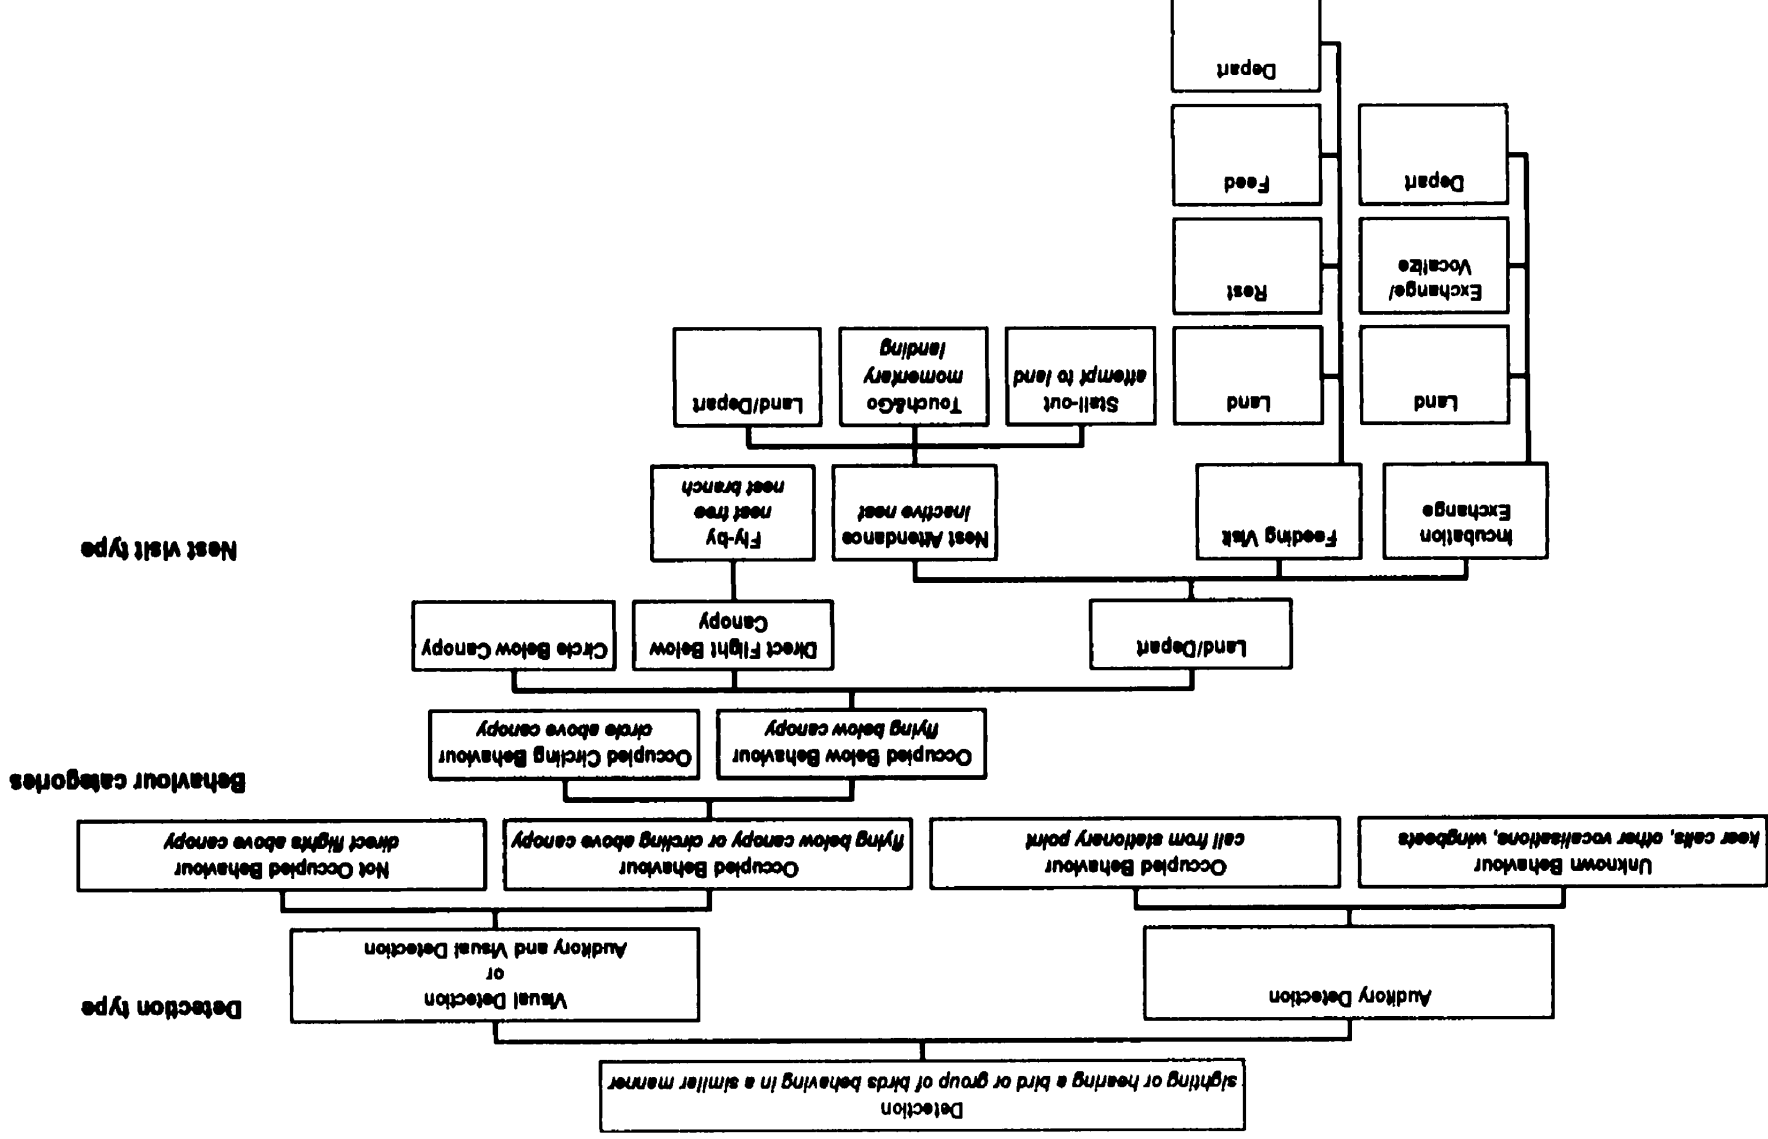 Detection
sighting or hearing a bird or group of birds behaving in a similar manner
Auditory Detection
Visual Detection
or
Auditory and Visual Detection
Detection type
Unknown Behaviour
keer calls, other vocalisations, wingbeats
Occupied Behaviour
call from stationary point
Occupied Behaviour
flying below canopy or circling above canopy
Not Occupied Behaviour
direct flights above canopy
Behaviour categories
Occupied Below Behaviour
flying below canopy
Occupied Circling Behaviour
circle above canopy
Land/Depart
Direct Flight Below
Canopy
Circle Below Canopy
Nest visit type
Incubation
Exchange
Feeding Visit
Nest Attendance
inactive nest
Fly-by
nest tree
nest branch
Land
Exchange/
Vocalize
Depart
Land
Rest
Feed
Depart
Stall-out
attempt to land
Touch&Go
momentary
landing
Land/Depart